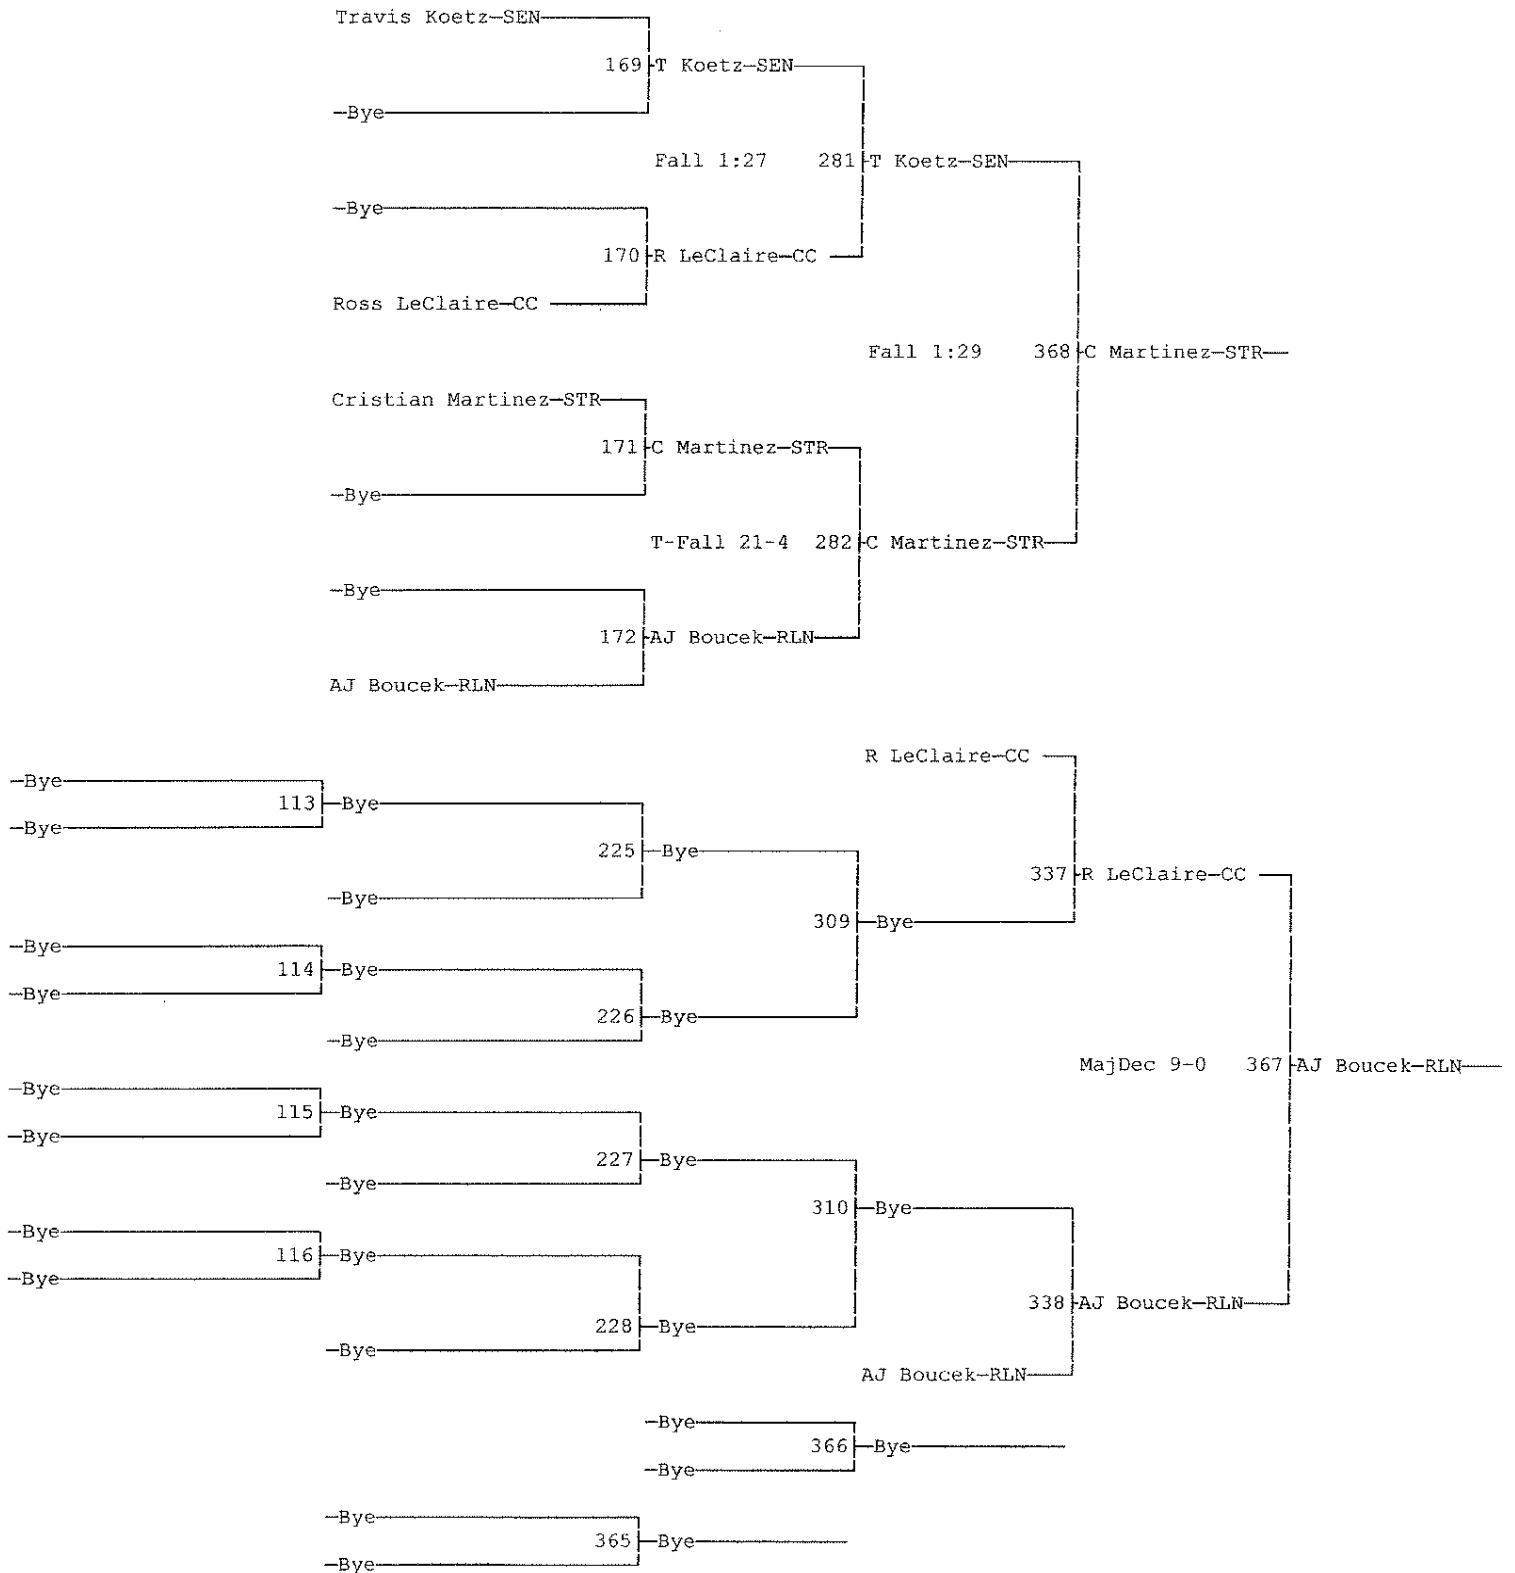 Travis Koetz-SEN
169 T Koetz-SEN
-Bye
Fall 1:27 281 T Koetz-SEN
-Bye
170 R LeClaire-CC
Ross LeClaire-CC
Fall 1:29 368 C Martinez-STR
Cristian Martinez-STR
171 C Martinez-STR
-Bye
T-Fall 21-4 282 C Martinez-STR
-Bye
172 AJ Boucek-RLN
AJ Boucek-RLN
R LeClaire-CC
-Bye
113 -Bye
-Bye
225 -Bye
337 R LeClaire-CC
-Bye
309 -Bye
-Bye
114 -Bye
-Bye
226 -Bye
-Bye
MajDec 9-0 367 AJ Boucek-RLN
-Bye
115 -Bye
-Bye
227 -Bye
-Bye
310 -Bye
-Bye
116 -Bye
-Bye
338 AJ Boucek-RLN
228 -Bye
-Bye
AJ Boucek-RLN
-Bye
366 -Bye
-Bye
-Bye
365 -Bye
-Bye